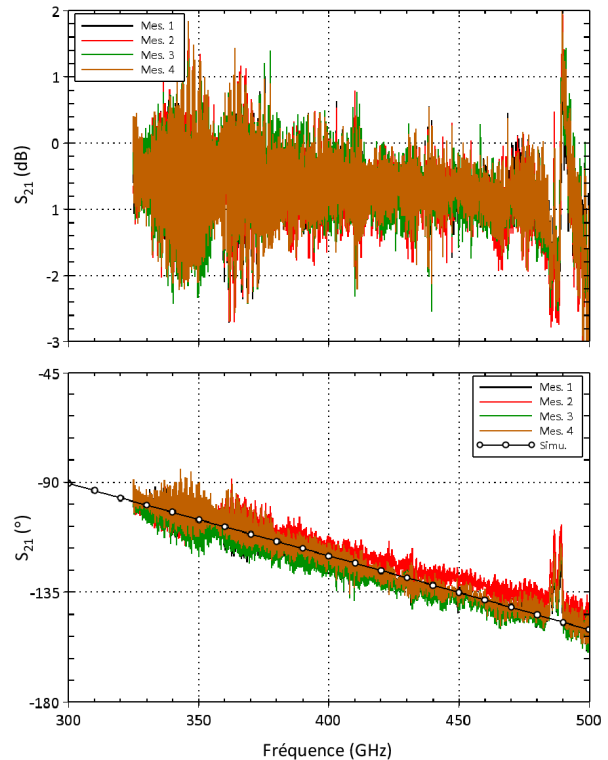 2
1
0
1
-2
-3
S21 (dB)
Mes. 1
Mes. 2
Mes. 3
Mes. 4
-45
-90
-135
-180
S21 (°)
Mes. 1
Mes. 2
Mes. 3
Mes. 4
Simu.
300
350
400
450
500
Fréquence (GHz)